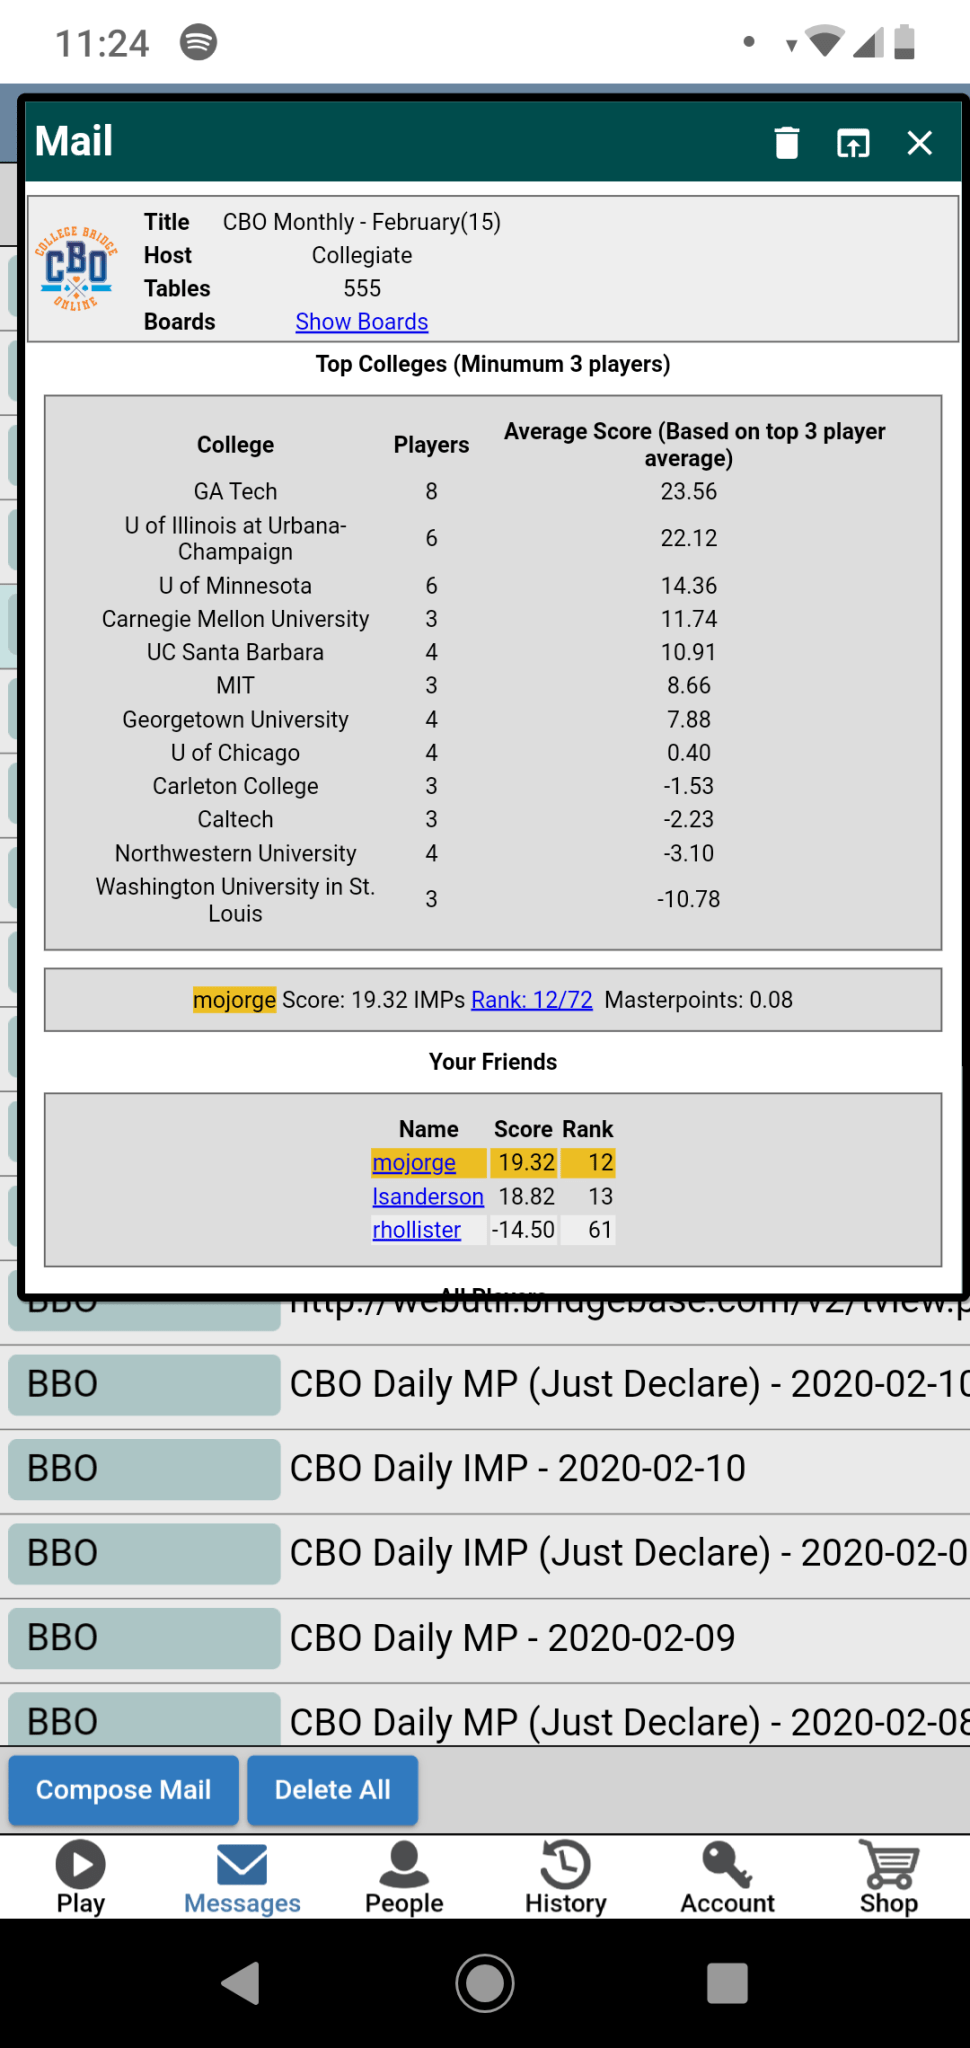 11:24
Mail
COLLEGE BRIDGE
CBO
ONLINE
Title CBO Monthly - February(15)
Host Collegiate
Tables 555
Boards Show Boards
Top Colleges (Minumum 3 players)
College Players Average Score (Based on top 3 player
average)
GA Tech 8 23.56
U of Illinois at Urbana-
Champaign 6 22.12
U of Minnesota 6 14.36
Carnegie Mellon University 3 11.74
UC Santa Barbara 4 10.91
MIT 3 8.66
Georgetown University 4 7.88
U of Chicago 4 0.40
Carleton College 3 -1.53
Caltech 3 -2.23
Northwestern University 4 -3.10
Washington University in St.
Louis 3 -10.78
mojorge Score: 19.32 IMPs Rank: 12/72 Masterpoints: 0.08
Your Friends
Name Score Rank
mojorge 19.32 12
lsanderson 18.82 13
rhollister -14.50 61
All Players
BBO http://webutil.bridgebase.com/v2/tview.p
BBO CBO Daily MP (Just Declare) - 2020-02-10
BBO CBO Daily IMP - 2020-02-10
BBO CBO Daily IMP (Just Declare) - 2020-02-0
BBO CBO Daily MP - 2020-02-09
BBO CBO Daily MP (Just Declare) - 2020-02-08
Compose Mail Delete All
Play Messages People History Account Shop